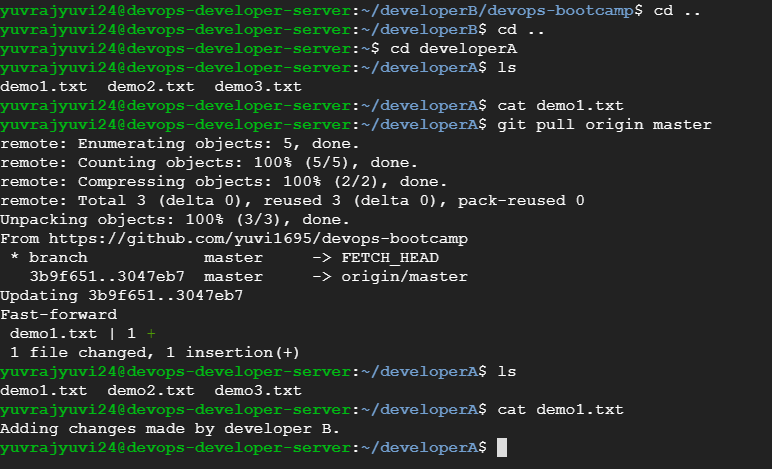 yuvrajyuvi24@devops-developer-server:~/developerB/devops-bootcamp$ cd ..
yuvrajyuvi24@devops-developer-server:~/developerB$ cd ..
yuvrajyuvi24@devops-developer-server:~$ cd developerA
yuvrajyuvi24@devops-developer-server:~/developerA$ ls
demo1.txt  demo2.txt  demo3.txt
yuvrajyuvi24@devops-developer-server:~/developerA$ cat demo1.txt
yuvrajyuvi24@devops-developer-server:~/developerA$ git pull origin master
remote: Enumerating objects: 5, done.
remote: Counting objects: 100% (5/5), done.
remote: Compressing objects: 100% (2/2), done.
remote: Total 3 (delta 0), reused 3 (delta 0), pack-reused 0
Unpacking objects: 100% (3/3), done.
From https://github.com/yuvi1695/devops-bootcamp
 * branch            master     -> FETCH_HEAD
   3b9f651..3047eb7  master     -> origin/master
Updating 3b9f651..3047eb7
Fast-forward
 demo1.txt | 1 +
 1 file changed, 1 insertion(+)
yuvrajyuvi24@devops-developer-server:~/developerA$ ls
demo1.txt  demo2.txt  demo3.txt
yuvrajyuvi24@devops-developer-server:~/developerA$ cat demo1.txt
Adding changes made by developer B.
yuvrajyuvi24@devops-developer-server:~/developerA$